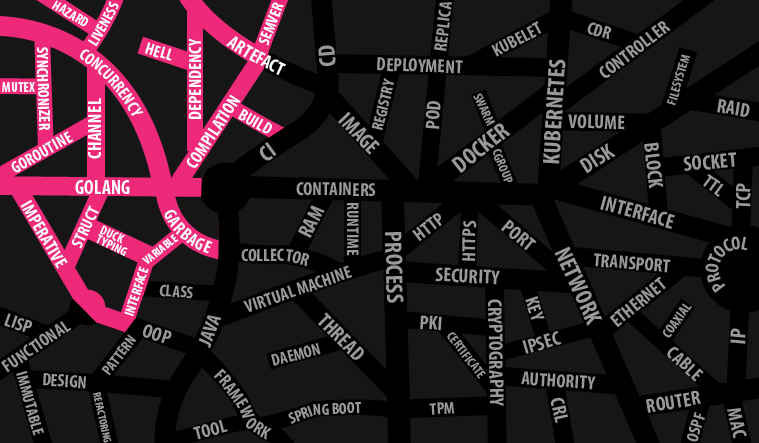 HAZARD
LIVENESS
SEMVER
REPLICA
KUBELET
CDR
CONTROLLER
HELL
DEPENDENCY
ARTEFACT
CD
DEPLOYMENT
SYNCHRONIZER
CONCURRENCY
KUBERNETES
FILESYSTEM
MUTEX
CHANNEL
COMPILATION
BUILD
REGISTRY
POD
SWARM
VOLUME
RAID
IMAGE
DOCKER
CGROUP
GOROUTINE
CI
DISK
BLOCK
SOCKET
TTL
TCP
GOLANG
CONTAINERS
IMPERATIVE
STRUCT
DUCK
TYPING
VARIABLE
GARBAGE
COLLECTOR
RAM
RUNTIME
PROCESS
HTTP
HTTPS
PORT
INTERFACE
INTERFACE
NETWORK
TRANSPORT
PROTOCOL
SECURITY
CLASS
VIRTUAL MACHINE
LISP
FUNCTIONAL
PATTERN
OOP
JAVA
THREAD
PKI
CERTIFICATE
CRYPTOGRAPHY
KEY
IPSEC
ETHERNET
COAXIAL
IP
DAEMON
CABLE
IMMUTABLE
DESIGN
REFACTORING
FRAMEWORK
AUTHORITY
TOOL
SPRING BOOT
TPM
CRL
ROUTER
OSPF
MAC